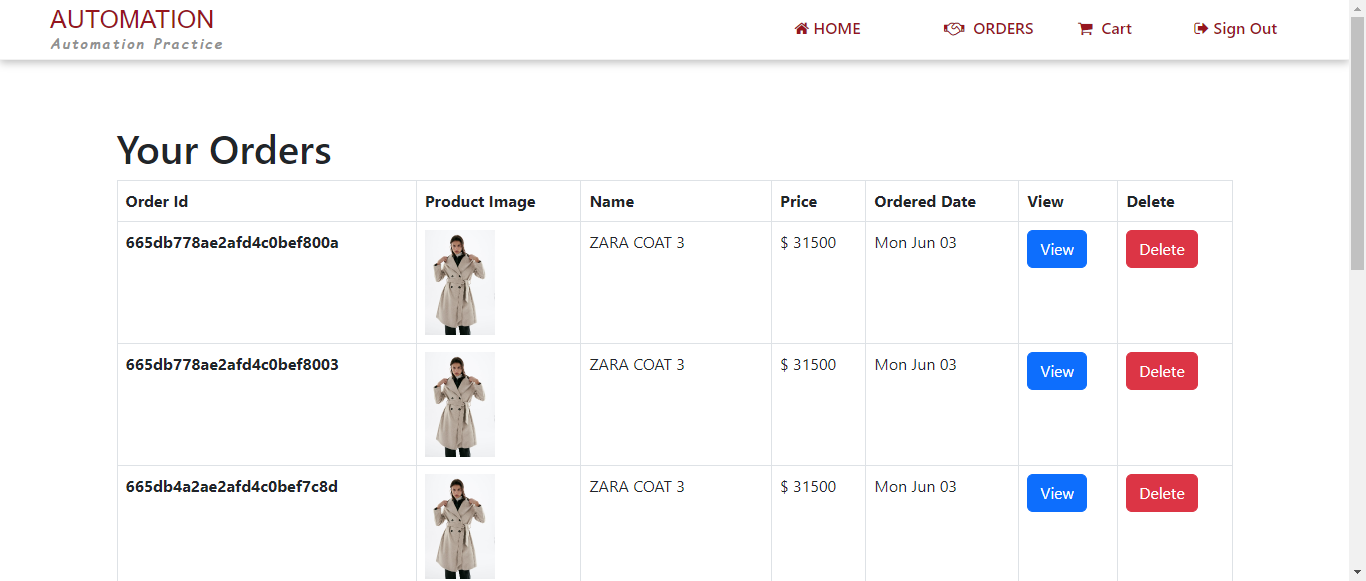 AUTOMATION
Automation Practice
HOME ORDERS Cart Sign Out
Your Orders
Order Id Product Image Name Price Ordered Date View Delete
665db778ae2afd4c0bef800a ZARA COAT 3 $ 31500 Mon Jun 03 View Delete
665db778ae2afd4c0bef8003 ZARA COAT 3 $ 31500 Mon Jun 03 View Delete
665db4a2ae2afd4c0bef7c8d ZARA COAT 3 $ 31500 Mon Jun 03 View Delete